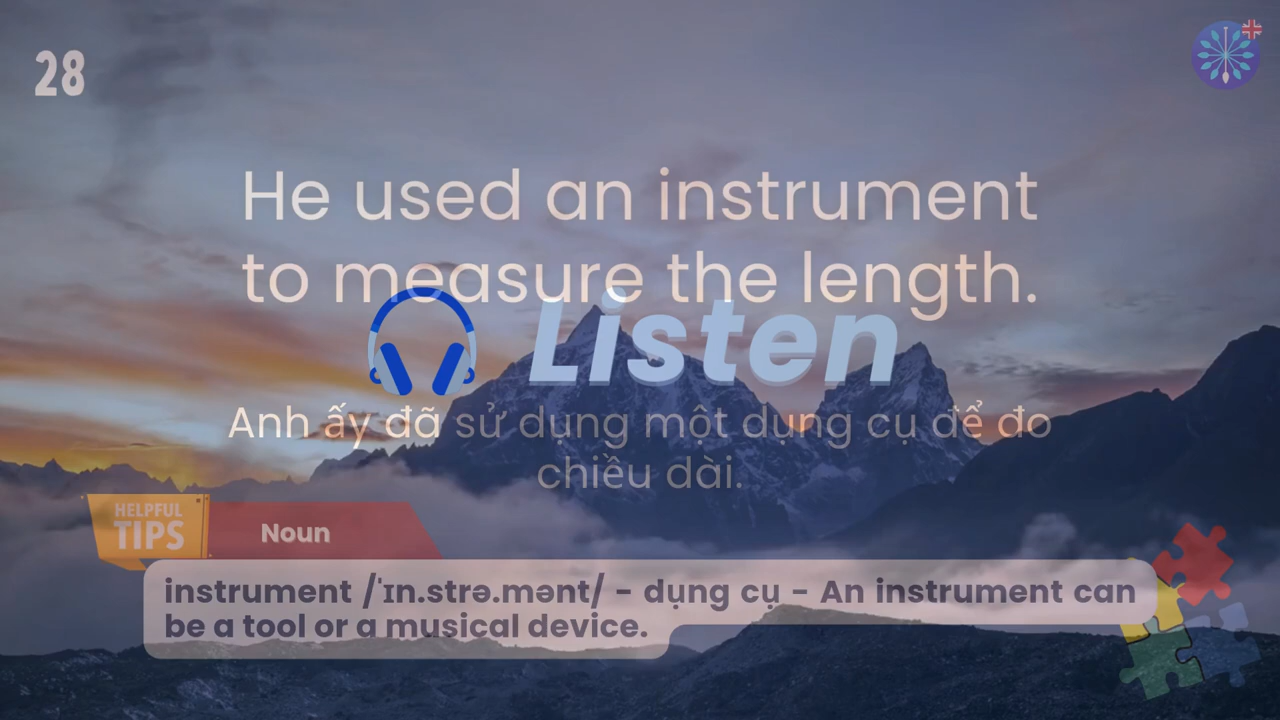 28
He used an instrument
to measure the length.
Listen
Anh ấy đã sử dụng một dụng cụ để đo
chiều dài.
HELPFUL
TIPS
Noun
instrument /ˈɪn.strə.mənt/ - dụng cụ - An instrument can
be a tool or a musical device.